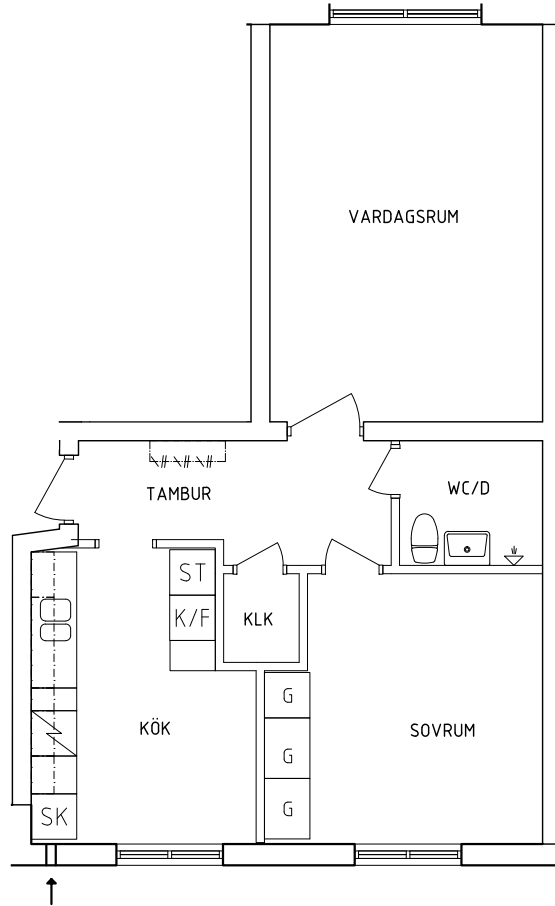 VARDAGSRUM
WC/D
TAMBUR
ST
K/F
KLK
G
KÖK
G
SOVRUM
G
SK